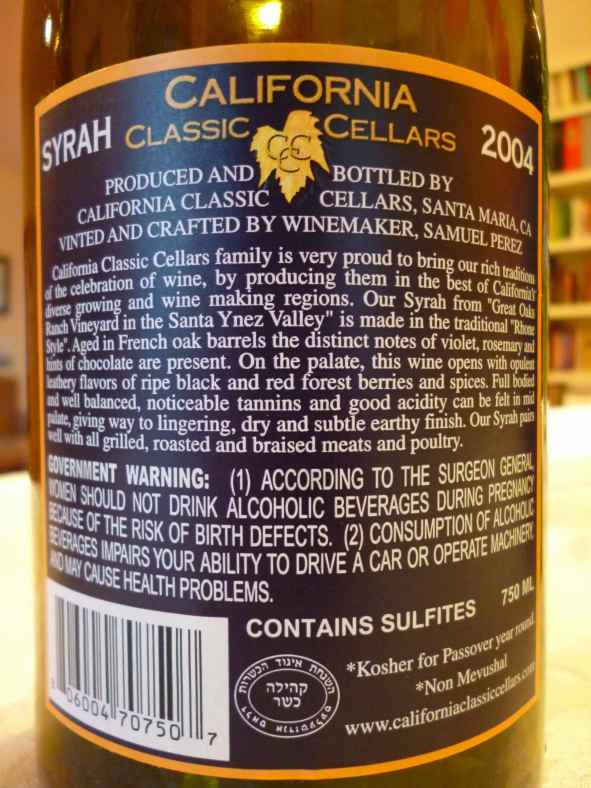 CALIFORNIA
SYRAH CLASSIC CELLARS 2004
CCC
PRODUCED AND BOTTLED BY
CALIFORNIA CLASSIC CELLARS, SANTA MARIA, CA
VINTED AND CRAFTED BY WINEMAKER, SAMUEL PEREZ
California Classic Cellars family is very proud to bring our rich tradition
of the celebration of wine, by producing them in the best of California's
diverse growing and wine making regions. Our Syrah from "Great Oaks
Ranch Vineyard in the Santa Ynez Valley" is made in the traditional "Rhone
Style". Aged in French oak barrels the distinct notes of violet, rosemary and
hints of chocolate are present. On the palate, this wine opens with opulent
leathery flavors of ripe black and red forest berries and spices. Full bodied
and well balanced, noticeable tannins and good acidity can be felt in mid
palate, giving way to lingering, dry and subtle earthy finish. Our Syrah pairs
well with all grilled, roasted and braised meats and poultry.
GOVERNMENT WARNING: (1) ACCORDING TO THE SURGEON GENERAL,
WOMEN SHOULD NOT DRINK ALCOHOLIC BEVERAGES DURING PREGNANCY
BECAUSE OF THE RISK OF BIRTH DEFECTS. (2) CONSUMPTION OF ALCOHOLIC
BEVERAGES IMPAIRS YOUR ABILITY TO DRIVE A CAR OR OPERATE MACHINERY,
AND MAY CAUSE HEALTH PROBLEMS.
CONTAINS SULFITES 750 ML
*Kosher for Passover year round
*Non Mevushal
www.californiaclassiccellars.com
השגחת איגוד הכשרות
קהילה
כשר
06004 70750 7